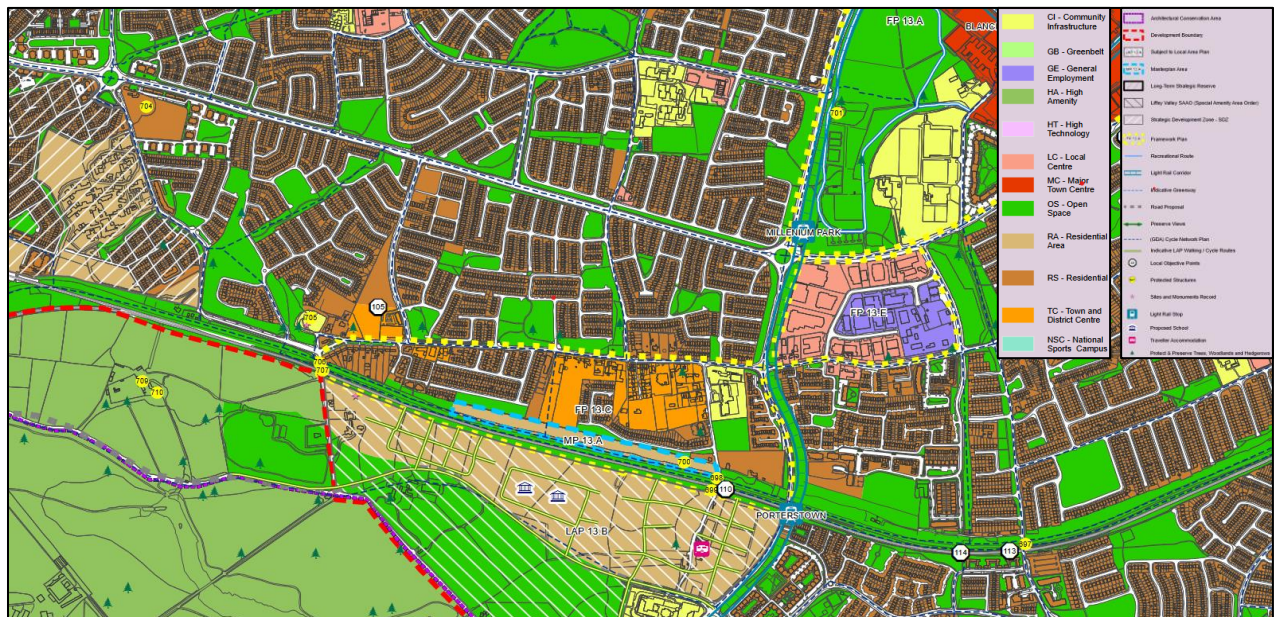 FP 13.A
BLANC
704
701
MILLENIUM PARK
105
705
FP 13.E
707
709
710
FP 13.C
MP 13.A
700
698
699
110
PORTERSTOWN
LAP 13 B
114
113
697
CI - Community
Infrastructure
GB - Greenbelt
GE - General
Employment
HA - High
Amenity
HT - High
Technology
LC - Local
Centre
MC - Major
Town Centre
OS - Open
Space
RA - Residential
Area
RS - Residential
TC - Town and
District Centre
NSC - National
Sports Campus
Architectural Conservation Area
Development Boundary
Subject to Local Area Plan
Masterplan Area
Long-Term Strategic Reserve
Liffey Valley SAAO (Special Amenity Area Order)
Strategic Development Zone - SDZ
Framework Plan
Recreational Route
Light Rail Corridor
Indicative Greenway
Road Proposal
Preserve Views
(GDA) Cycle Network Plan
Indicative LAP Walking / Cycle Routes
Local Objective Points
Protected Structures
Sites and Monuments Record
Light Rail Stop
Proposed School
Traveller Accommodation
Protect & Preserve Trees, Woodlands and Hedgerows